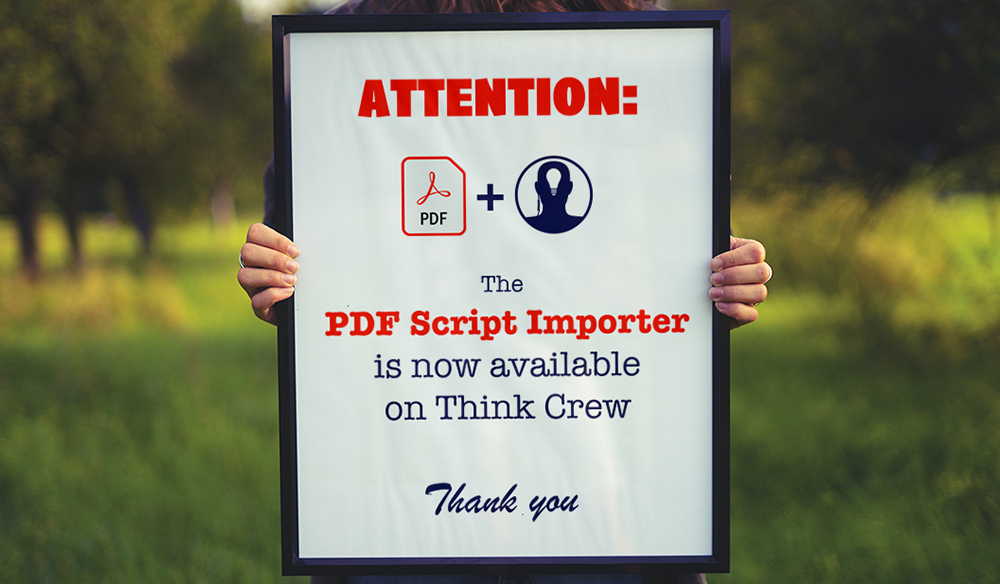 ATTENTION:
PDF
+
The
PDF Script Importer
is now available
on Think Crew
Thank you